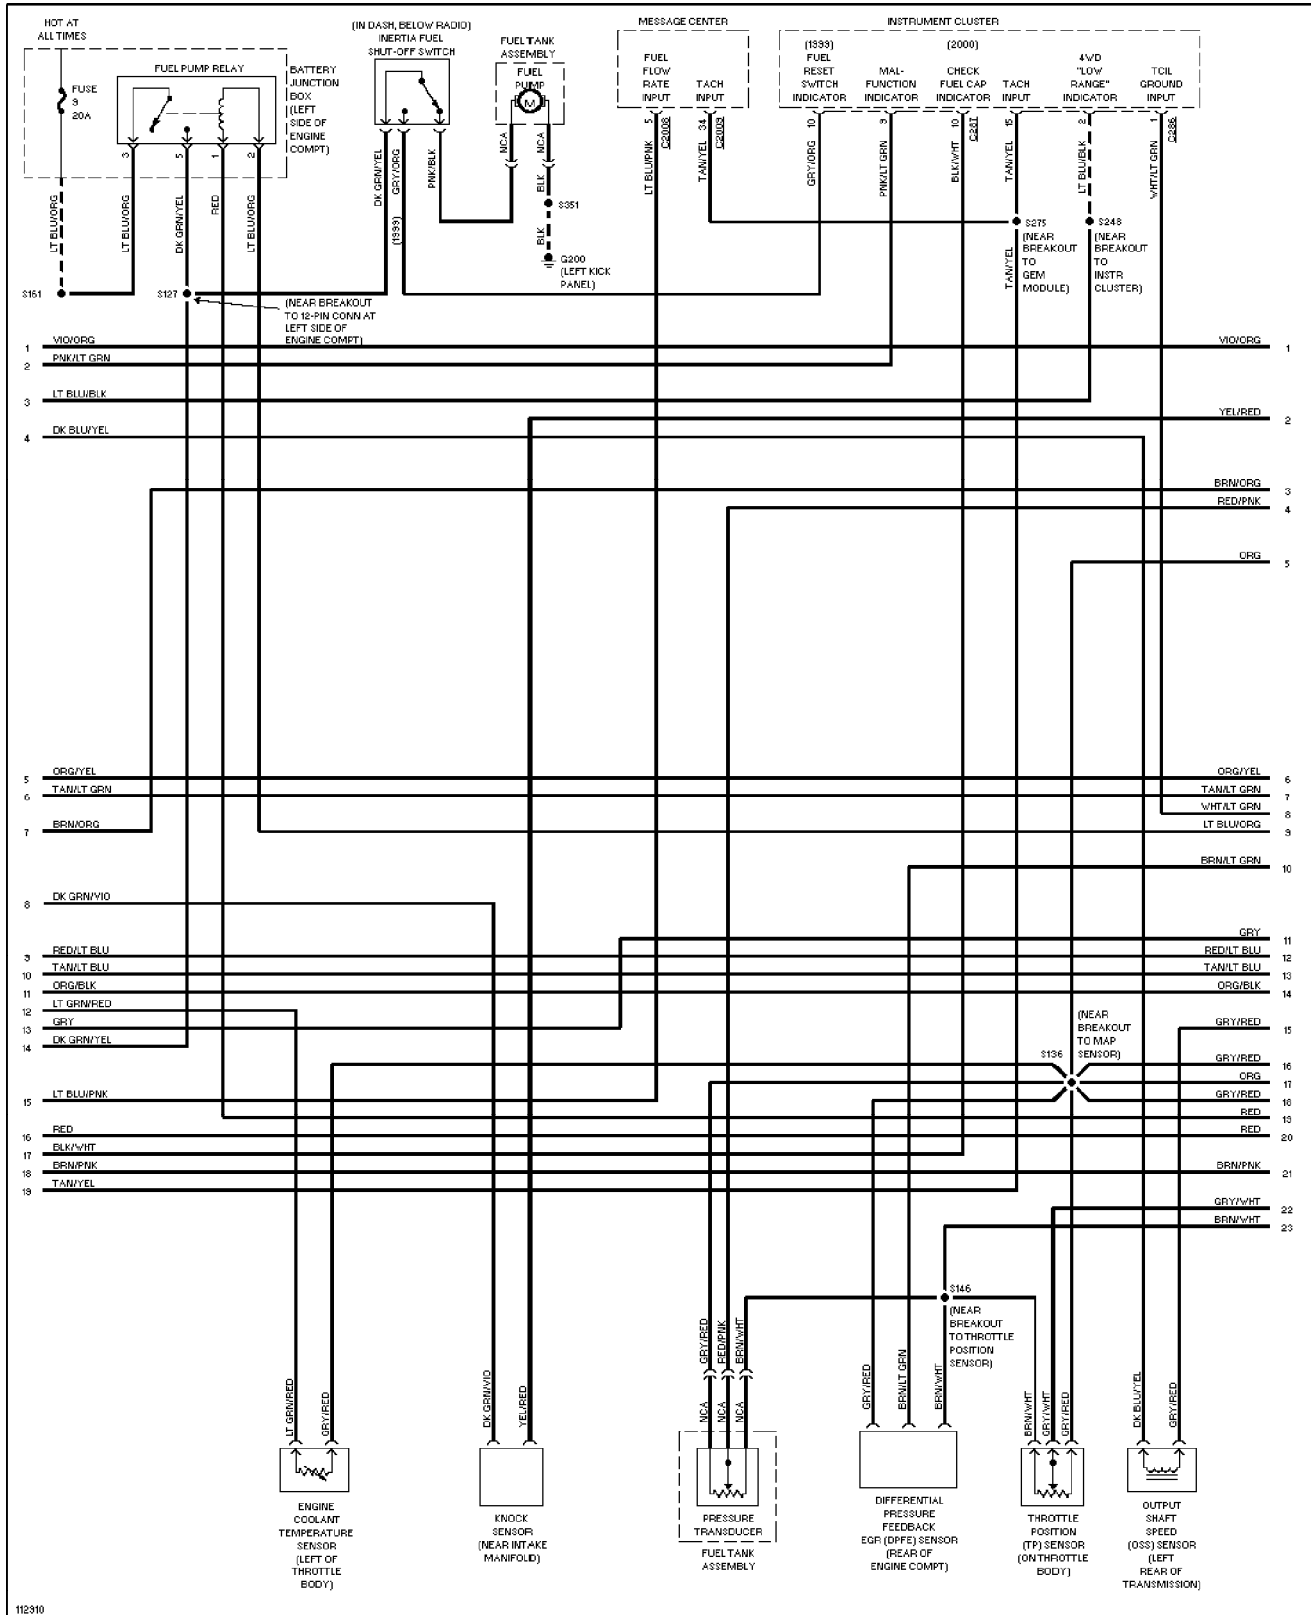 HOT AT
ALL TIMES
FUSE
9
20A
FUEL PUMP RELAY
BATTERY
JUNCTION
BOX
(LEFT
SIDE OF
ENGINE
COMPT)
3
5
1
2
LT BLU/ORG
LT BLU/ORG
DK GRN/YEL
RED
LT BLU/ORG
S161
S127
(NEAR BREAKOUT
TO 12-PIN CONN AT
LEFT SIDE OF
ENGINE COMPT)
(IN DASH, BELOW RADIO)
INERTIA FUEL
SHUT-OFF SWITCH
DK GRN/YEL
GRY/ORG
(1999)
PNK/BLK
FUEL TANK
ASSEMBLY
FUEL
PUMP
M
NCA
NCA
BLK
S351
BLK
G200
(LEFT KICK
PANEL)
MESSAGE CENTER
FUEL
FLOW
RATE
INPUT
TACH
INPUT
5
C2008
34
C2009
LT BLU/PNK
TAN/YEL
INSTRUMENT CLUSTER
(1999)
FUEL
RESET
SWITCH
INDICATOR
MAL-
FUNCTION
INDICATOR
(2000)
CHECK
FUEL CAP
INDICATOR
TACH
INPUT
4WD
"LOW
RANGE"
INDICATOR
TCIL
GROUND
INPUT
10
9
10
C287
15
2
1
C286
GRY/ORG
PNK/LT GRN
BLK/WHT
TAN/YEL
LT BLU/BLK
WHT/LT GRN
S275
(NEAR
BREAKOUT
TO
GEM
MODULE)
TAN/YEL
S248
(NEAR
BREAKOUT
TO
INSTR
CLUSTER)
1 VIO/ORG VIO/ORG 1
2 PNK/LT GRN
3 LT BLU/BLK
YEL/RED 2
4 DK BLU/YEL
BRN/ORG 3
RED/PNK 4
ORG 5
5 ORG/YEL ORG/YEL 6
6 TAN/LT GRN TAN/LT GRN 7
WHT/LT GRN 8
7 BRN/ORG LT BLU/ORG 9
BRN/LT GRN 10
8 DK GRN/VIO
GRY 11
9 RED/LT BLU RED/LT BLU 12
10 TAN/LT BLU TAN/LT BLU 13
11 ORG/BLK ORG/BLK 14
12 LT GRN/RED
13 GRY GRY/RED 15
14 DK GRN/YEL
(NEAR
BREAKOUT
TO MAP
SENSOR)
S136
GRY/RED 16
ORG 17
15 LT BLU/PNK GRY/RED 18
RED 19
16 RED RED 20
17 BLK/WHT
18 BRN/PNK BRN/PNK 21
19 TAN/YEL
GRY/WHT 22
BRN/WHT 23
S146
(NEAR
BREAKOUT
TO THROTTLE
POSITION
SENSOR)
LT GRN/RED
GRY/RED
ENGINE
COOLANT
TEMPERATURE
SENSOR
(LEFT OF
THROTTLE
BODY)
DK GRN/VIO
YEL/RED
KNOCK
SENSOR
(NEAR INTAKE
MANIFOLD)
GRY/RED
RED/PNK
BRN/WHT
NCA
NCA
NCA
PRESSURE
TRANSDUCER
FUEL TANK
ASSEMBLY
GRY/RED
BRN/LT GRN
BRN/WHT
DIFFERENTIAL
PRESSURE
FEEDBACK
EGR (DPFE) SENSOR
(REAR OF
ENGINE COMPT)
BRN/WHT
GRY/WHT
GRY/RED
THROTTLE
POSITION
(TP) SENSOR
(ON THROTTLE
BODY)
DK BLU/YEL
GRY/RED
OUTPUT
SHAFT
SPEED
(OSS) SENSOR
(LEFT
REAR OF
TRANSMISSION)
112910